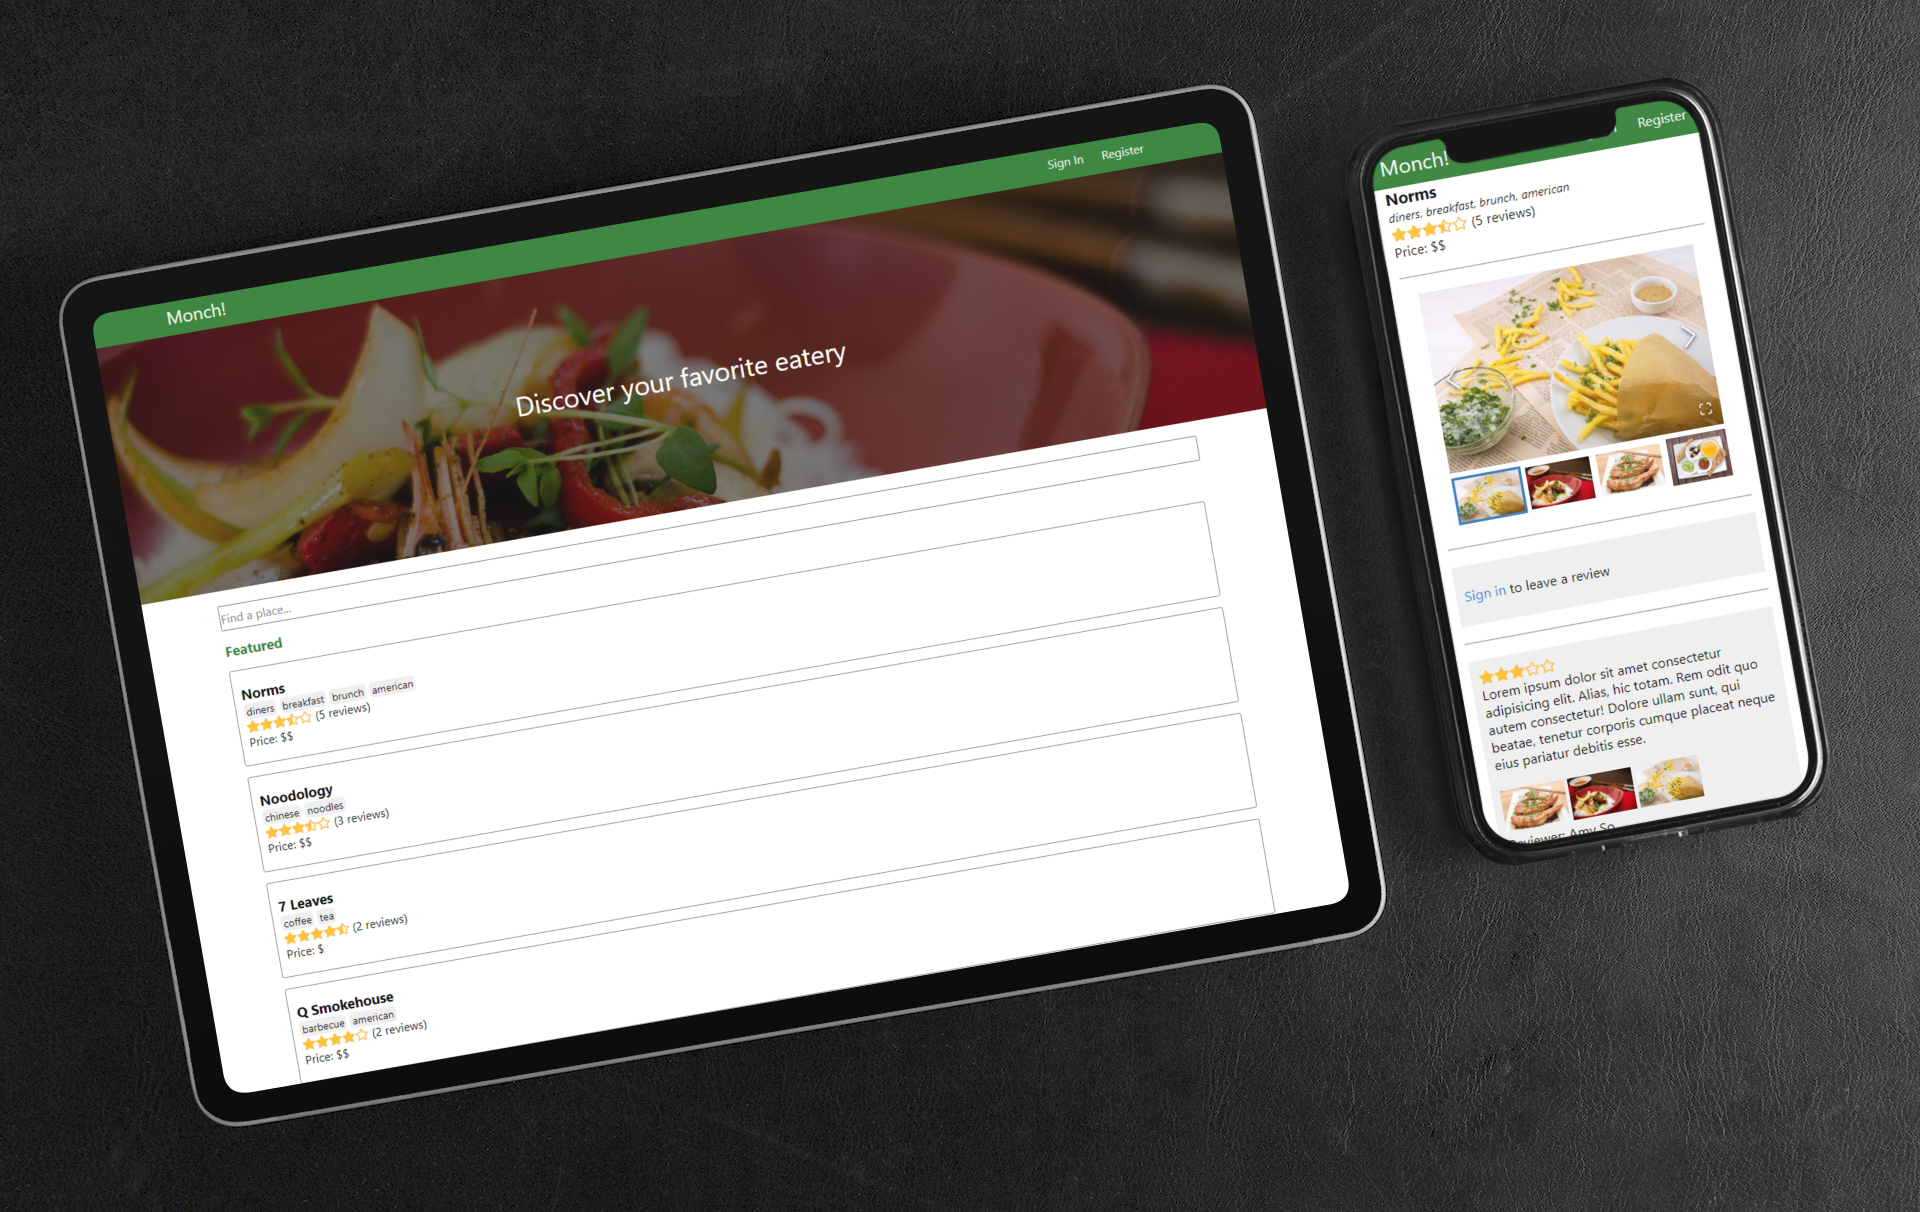 Monch!
Sign In Register
Discover your favorite eatery
Find a place...
Featured
Norms
diners breakfast brunch american
(5 reviews)
Price: $$
Noodology
chinese noodles
(3 reviews)
Price: $$
7 Leaves
coffee tea
(2 reviews)
Price: $
Q Smokehouse
barbecue american
(2 reviews)
Price: $$
Monch!
Register
Norms
diners, breakfast, brunch, american
(5 reviews)
Price: $$
Sign in to leave a review
Lorem ipsum dolor sit amet consectetur
adipisicing elit. Alias, hic totam. Rem odit quo
autem consectetur! Dolore ullam sunt, qui
beatae, tenetur corporis cumque placeat neque
eius pariatur debitis esse.
Reviewer: Amy So